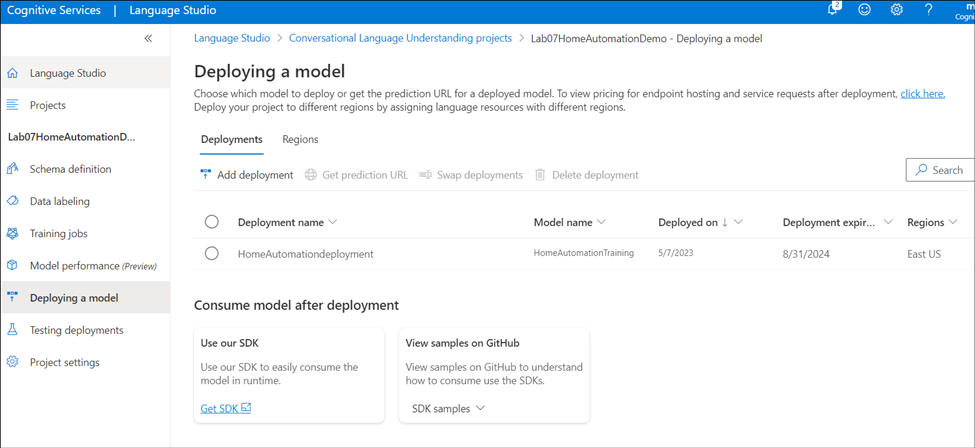 Cognitive Services | Language Studio
2
m
Cogni
Language Studio > Conversational Language Understanding projects > Lab07HomeAutomationDemo - Deploying a model
Language Studio
Projects
Lab07HomeAutomationD...
Schema definition
Data labeling
Training jobs
Model performance (Preview)
Deploying a model
Testing deployments
Project settings
Deploying a model
Choose which model to deploy or get the prediction URL for a deployed model. To view pricing for endpoint hosting and service requests after deployment, click here.
Deploy your project to different regions by assigning language resources with different regions.
Deployments Regions
Add deployment Get prediction URL Swap deployments Delete deployment Search
Deployment name Model name Deployed on ↓ Deployment expir... Regions
HomeAutomationdeployment HomeAutomationTraining 5/7/2023 8/31/2024 East US
Consume model after deployment
Use our SDK
Use our SDK to easily consume the
model in runtime.
Get SDK
View samples on GitHub
View samples on GitHub to understand
how to consume use the SDKs.
SDK samples